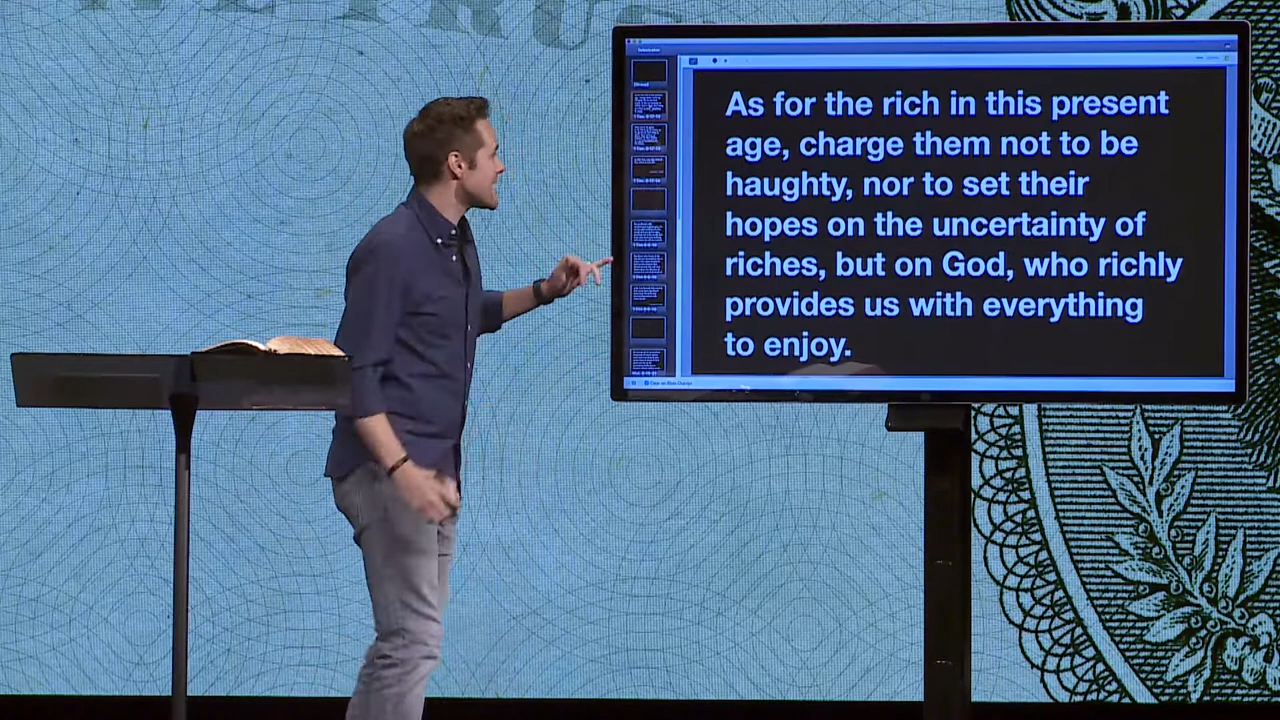 As for the rich in this present
age, charge them not to be
haughty, nor to set their
hopes on the uncertainty of
riches, but on God, who richly
provides us with everything
to enjoy.